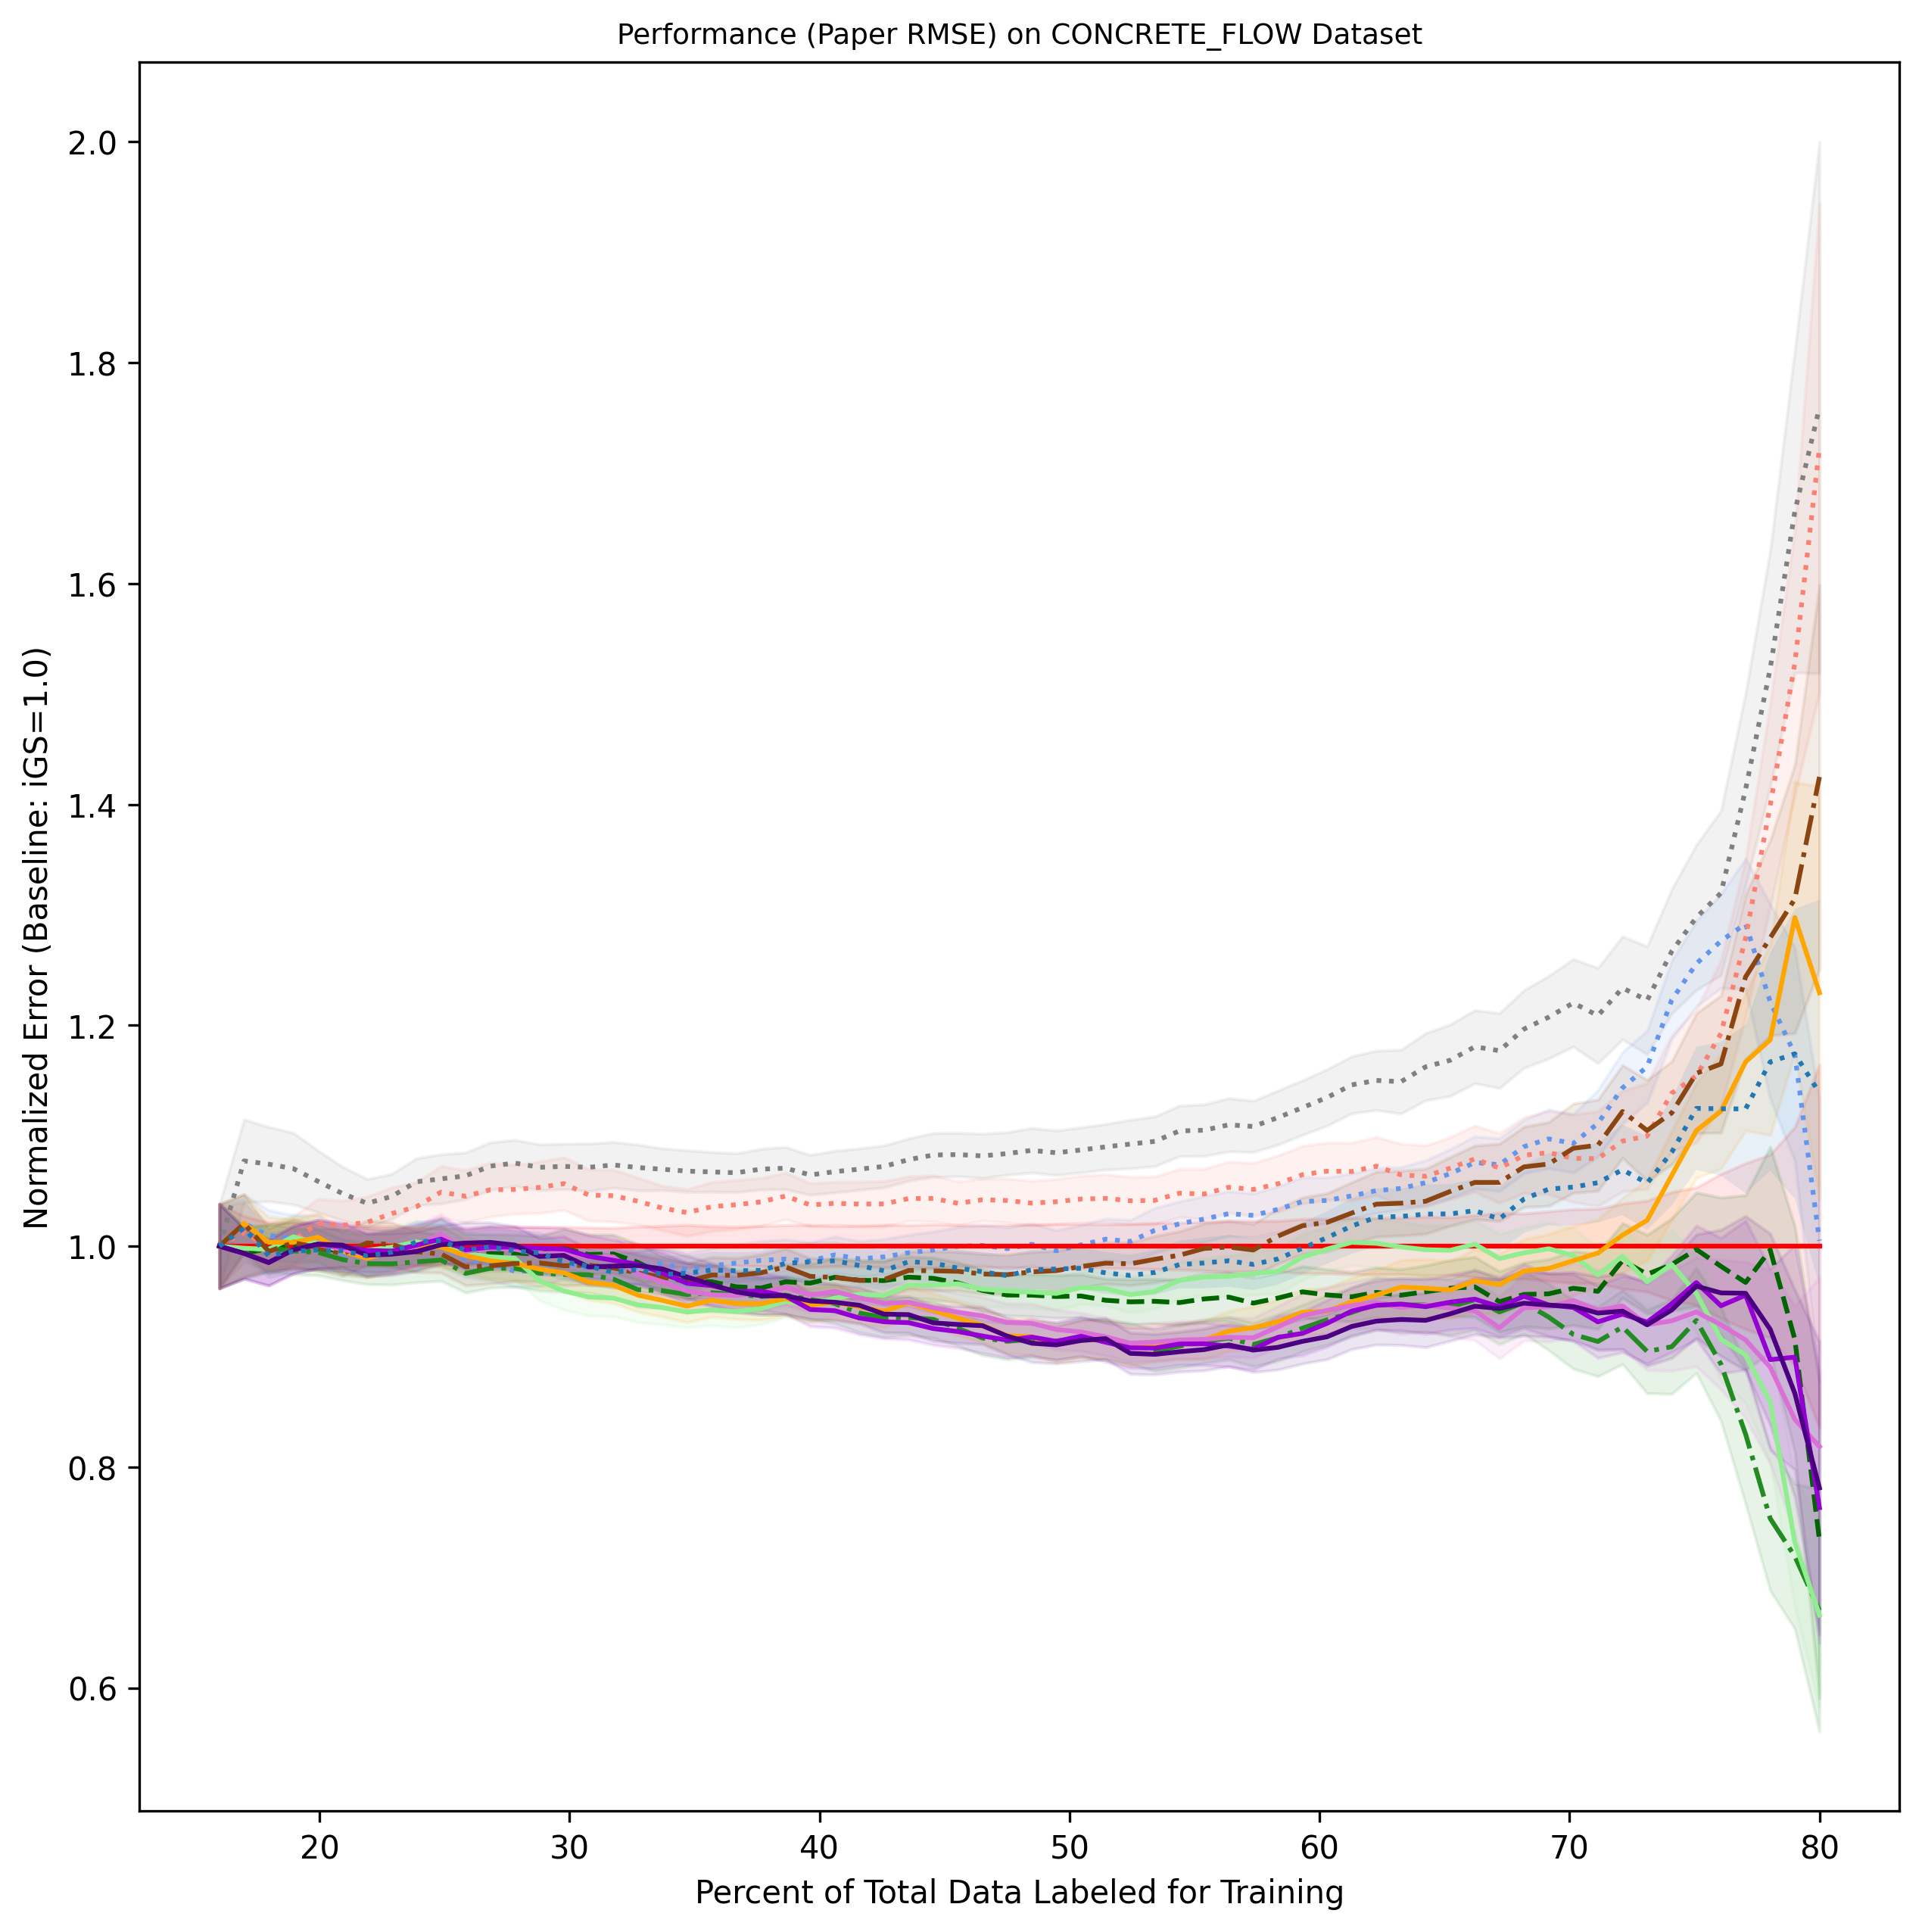 Performance (Paper RMSE) on CONCRETE_FLOW Dataset
Normalized Error (Baseline: iGS=1.0)
2.0
1.8
1.6
1.4
1.2
1.0
0.8
0.6
20 30 40 50 60 70 80
Percent of Total Data Labeled for Training